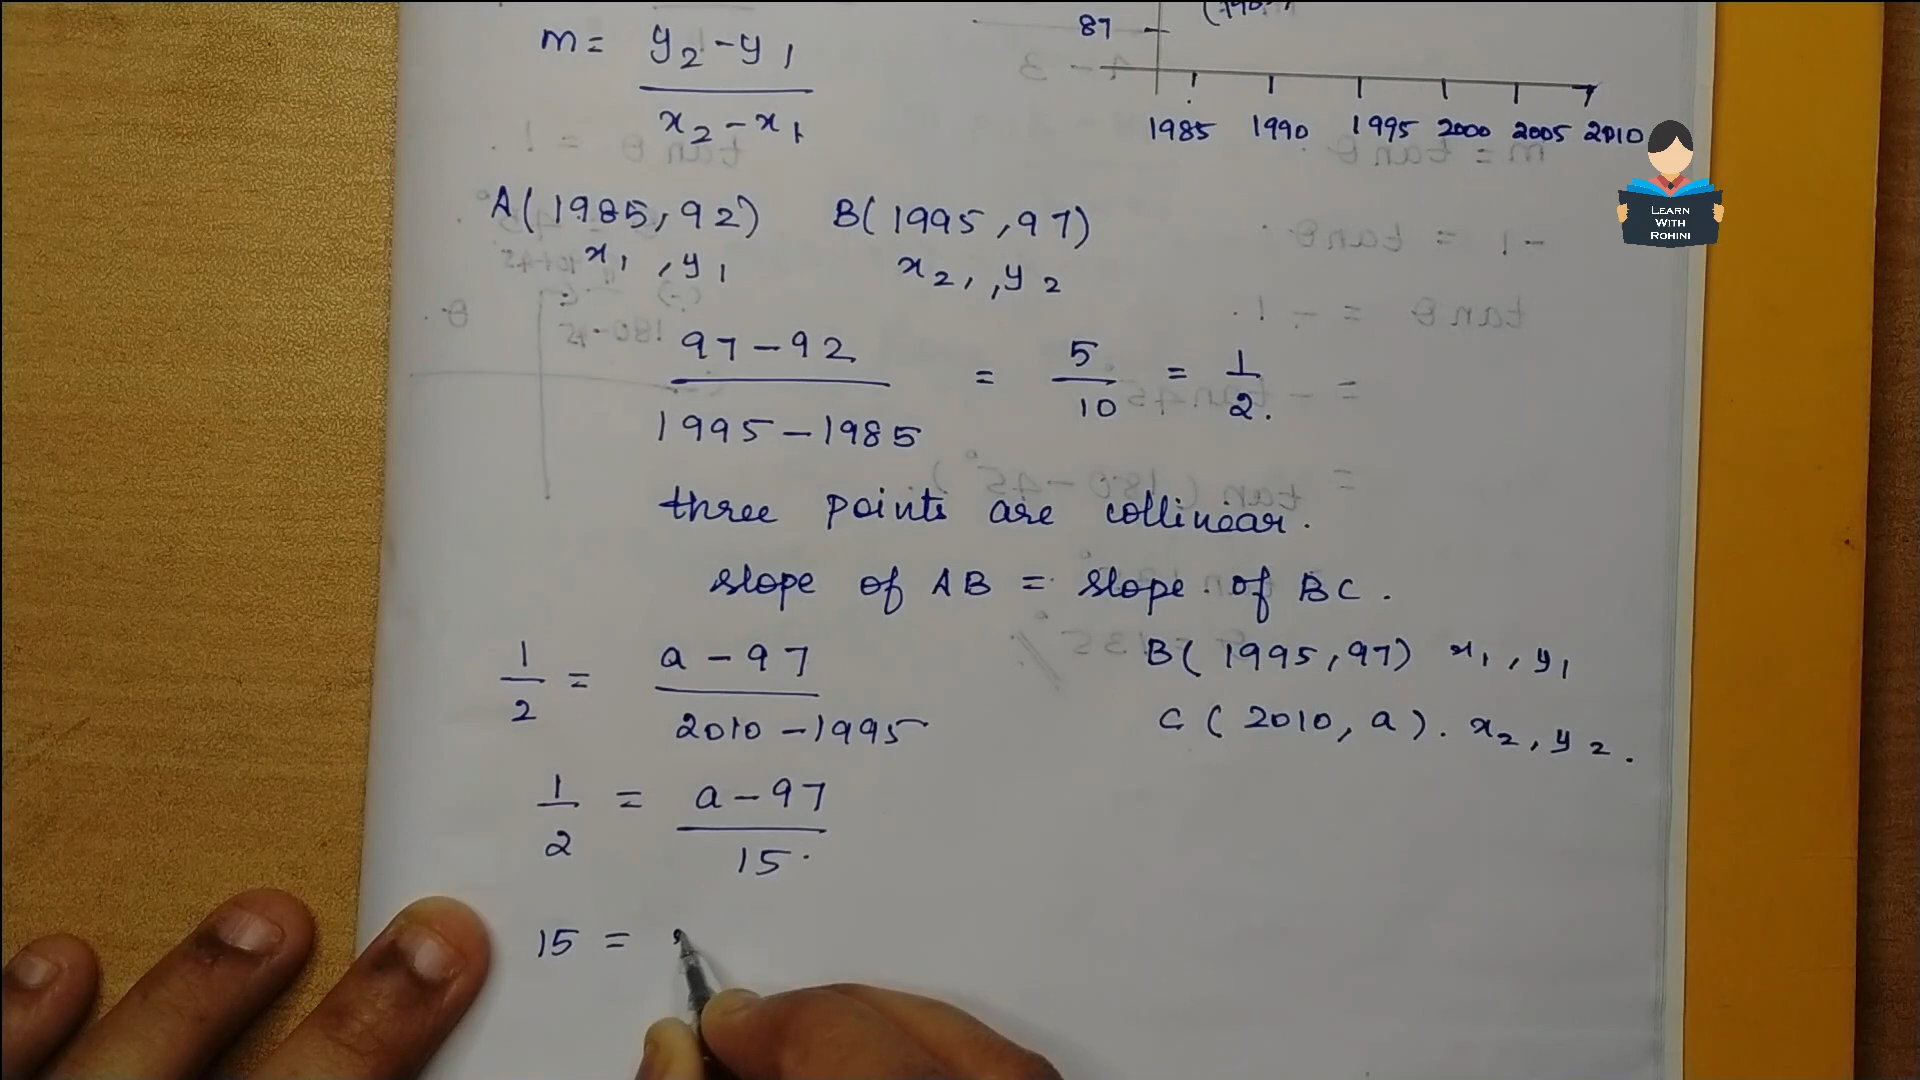 m = y₂ - y₁
x₂ - x₁
87
1985 1990 1995 2000 2005 2010
A(1985, 92) B(1995, 97)
x₁, y₁ x₂, , y₂
97 - 92 = 5 = 1
1995 - 1985 10 2.
three points are collinear.
slope of AB = slope. of BC.
1 = a - 97
2 2010 - 1995
B(1995, 97) x₁, y₁
C(2010, a). x₂, y₂.
1 = a - 97
2 15.
15 =
LEARN
WITH
ROHINI